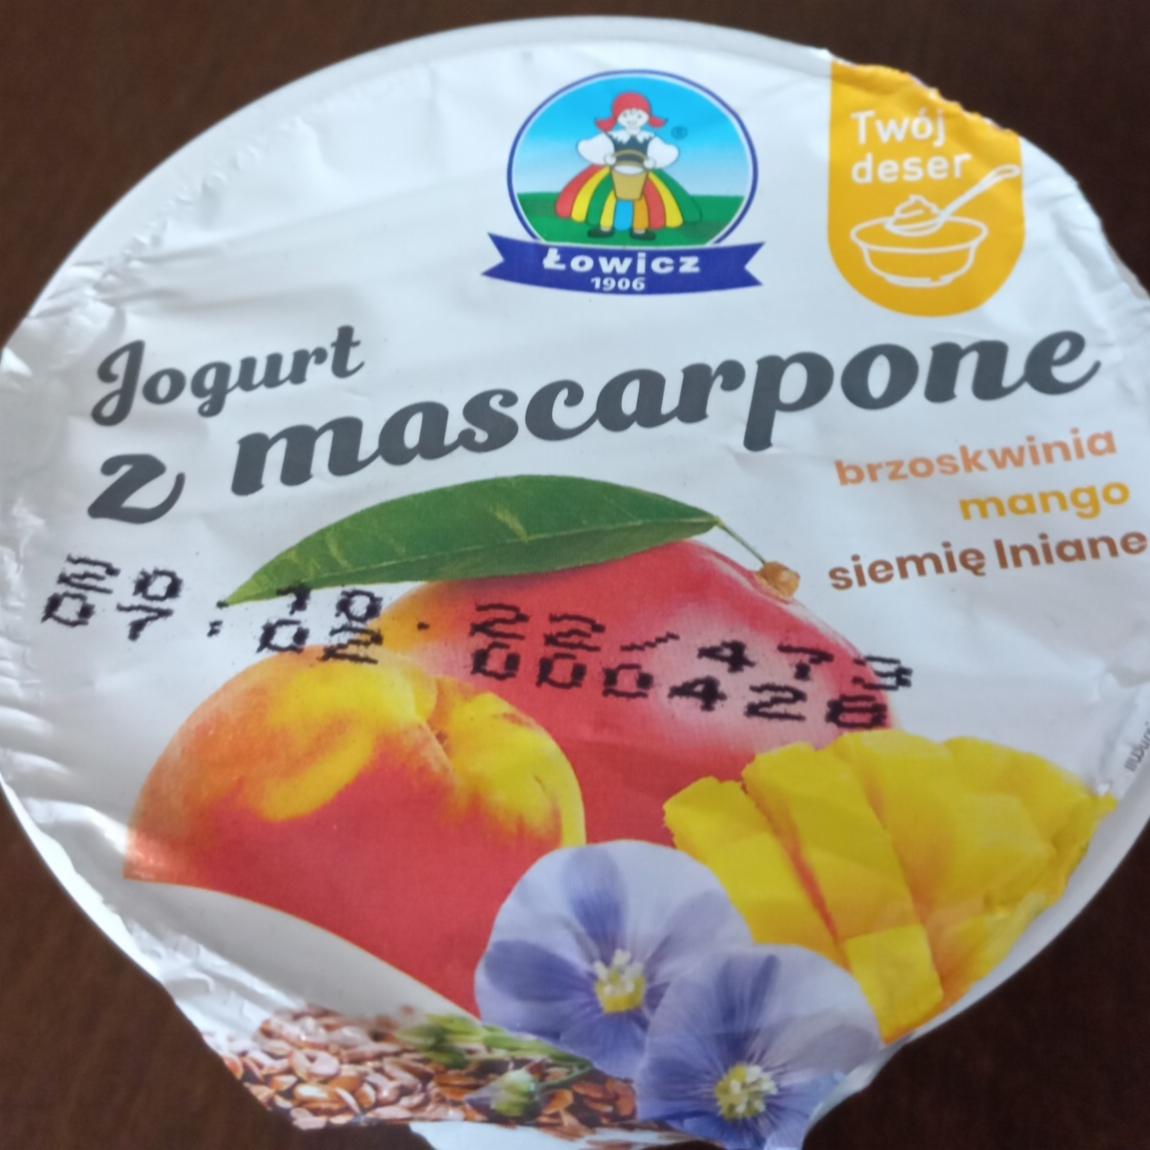 Łowicz
1906
Twój
deser
Jogurt
z mascarpone
brzoskwinia
mango
siemię lniane